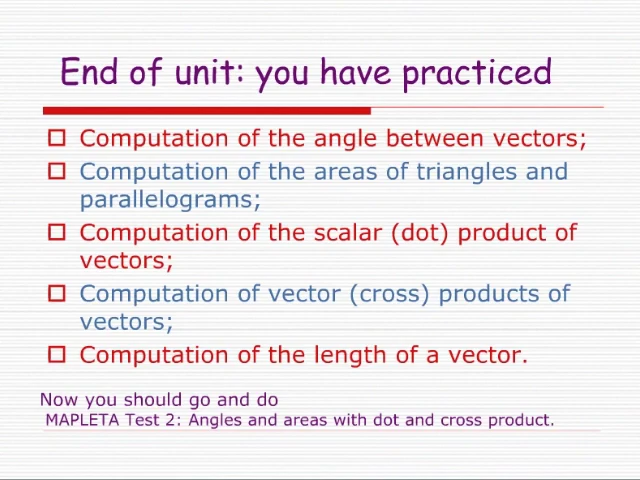 End of unit: you have practiced
Computation of the angle between vectors;
Computation of the areas of triangles and
parallelograms;
Computation of the scalar (dot) product of
vectors;
Computation of vector (cross) products of
vectors;
Computation of the length of a vector.
Now you should go and do
MAPLETA Test 2: Angles and areas with dot and cross product.